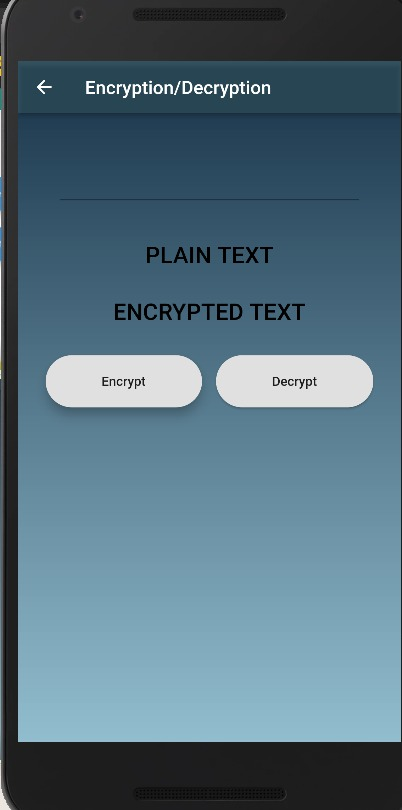 Encryption/Decryption
PLAIN TEXT
ENCRYPTED TEXT
Encrypt Decrypt